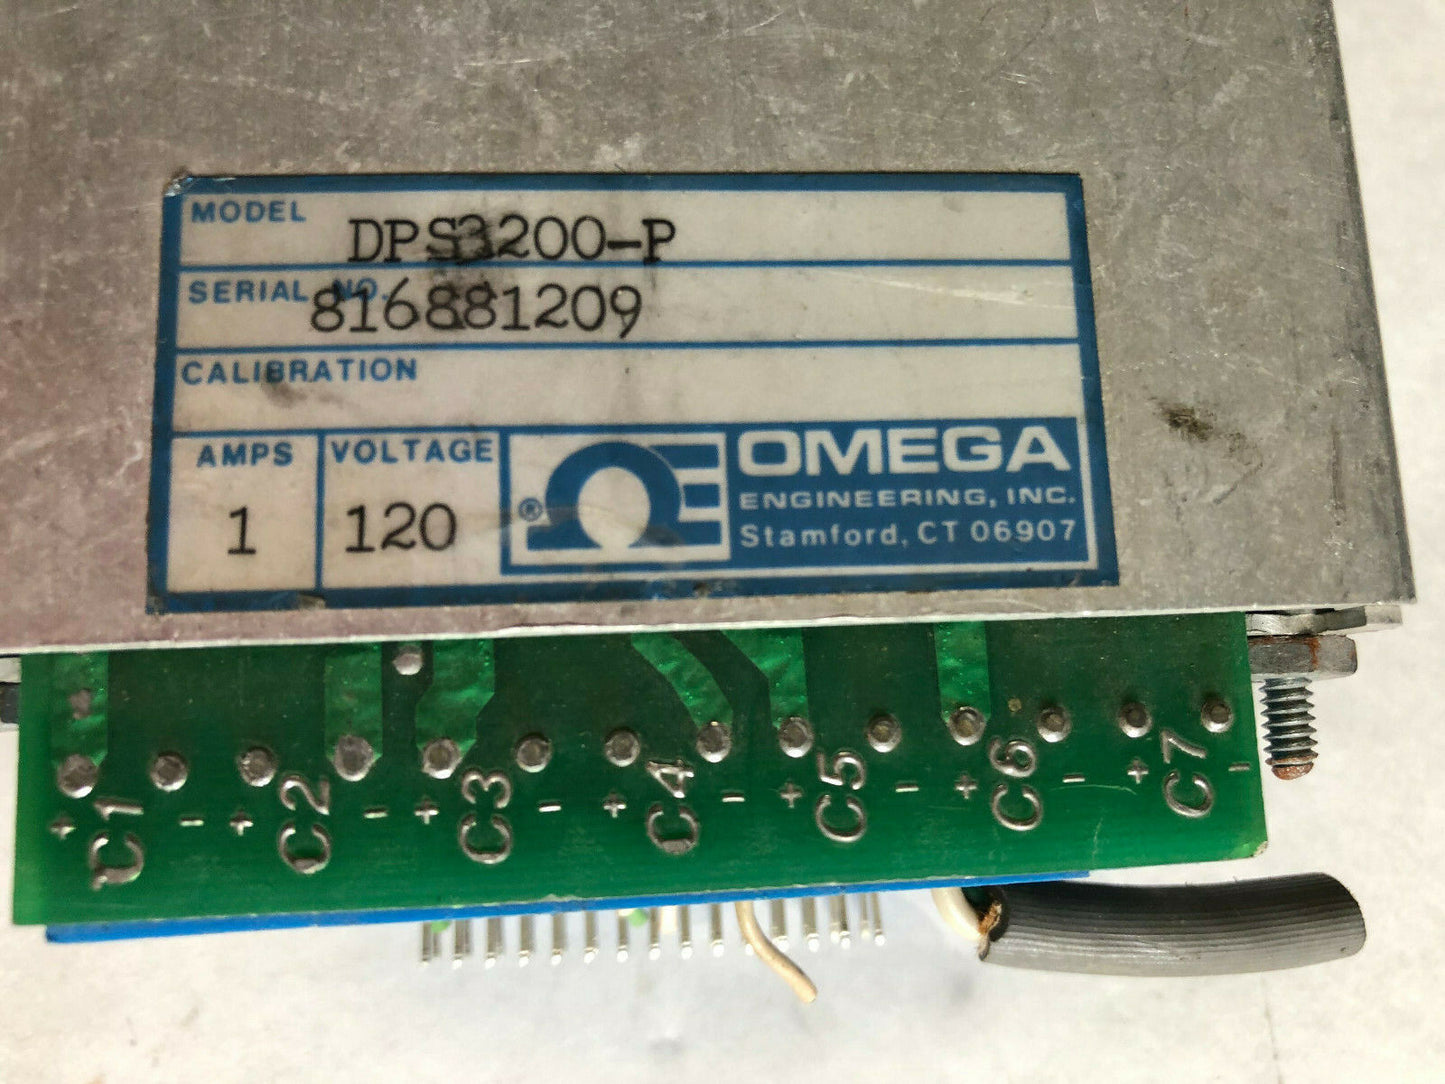 MODEL DPS3200-P
SERIAL NO. 816881209
CALIBRATION
AMPS VOLTAGE
1 120
® OMEGA
ENGINEERING, INC.
Stamford, CT 06907
+ C1 - + C2 - + C3 - + C4 - + C5 - + C6 - + C7 -